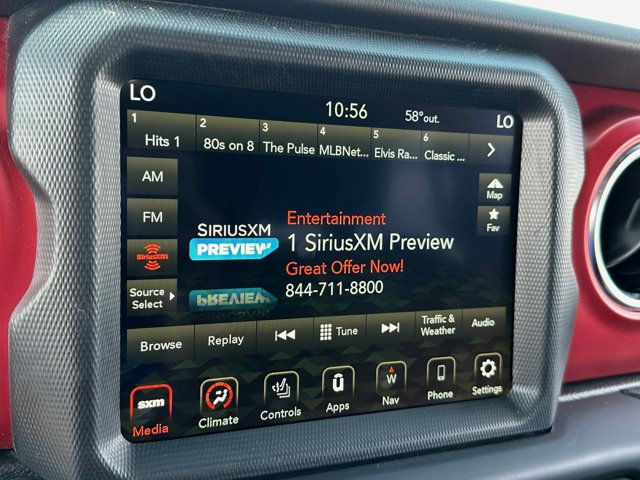 LO 10:56 58°out. LO
1 2 3 4 5 6
Hits 1 80s on 8 The Pulse MLBNet... Elvis Ra... Classic ...
AM
Map
FM
Fav
SIRIUSXM
PREVIEW
Entertainment
1 SiriusXM Preview
Great Offer Now!
844-711-8800
SiriusXM
Source
Select
PREVIEW
Browse Replay Tune Traffic &
Weather Audio
sxm
Media Climate Controls Apps W
Nav Phone Settings